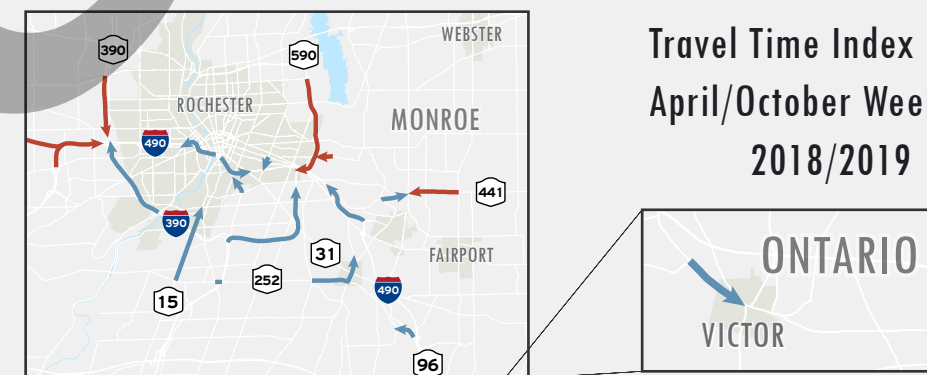 WEBSTER
390
590
ROCHESTER
MONROE
490
441
390
FAIRPORT
31
252
490
15
96
Travel Time Index
April/October Wee
2018/2019
ONTARIO
VICTOR